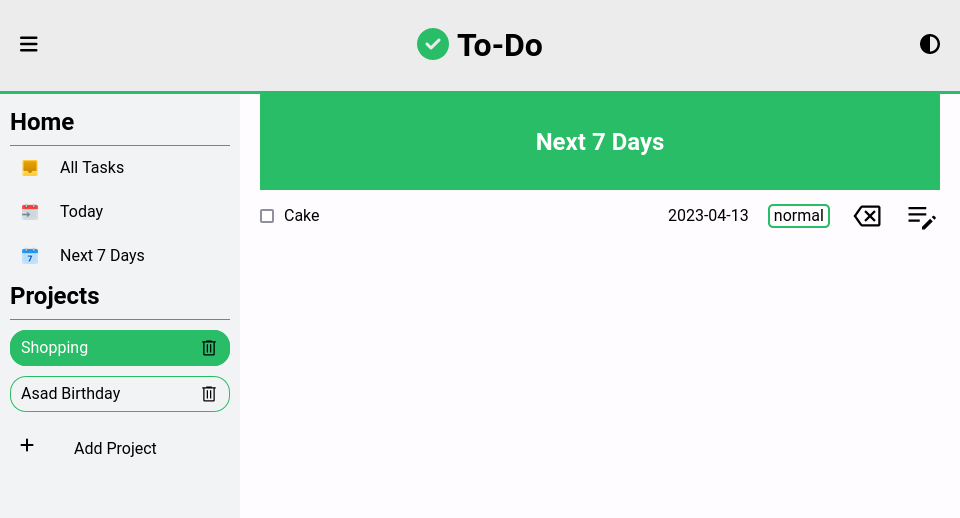 To-Do
Home
All Tasks
Today
7 Next 7 Days
Projects
Shopping
Asad Birthday
+ Add Project
Next 7 Days
Cake 2023-04-13 normal